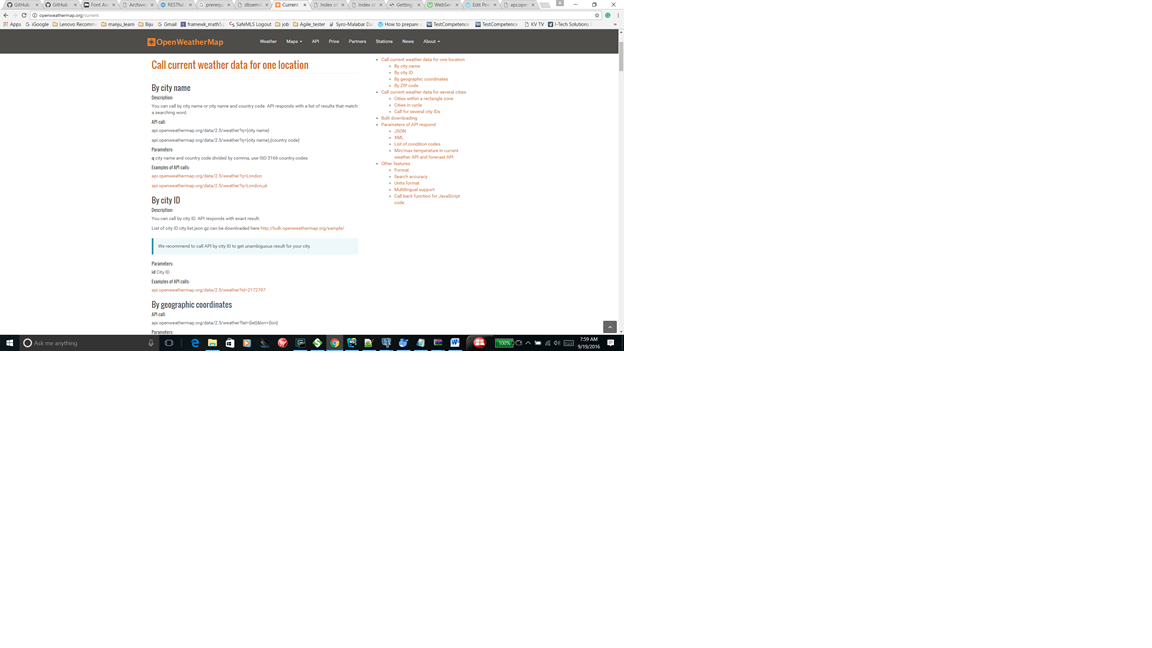 GitHub
GitHub
Font Av
RESTful
prerequ
Current
Index of
Index of
Getting
WebGe
Edit Po
openweathermap.org/current
Apps
iGoogle
Lenovo Recomm
manju_learn
Biju
Gmail
SafeMLS Logout
job
Agile_tester
Syro-Malabar Da
How to prepare
TestCompetence
TestCompetence
KV TV
I-Tech Solutions
OpenWeatherMap
Weather
Maps
API
Price
Partners
Stations
News
About
Call current weather data for one location
By city name
Description:
You can call by city name or city name and country code. API responds with a list of results that match
a searching word.
API call:
api.openweathermap.org/data/2.5/weather?q={city name}
api.openweathermap.org/data/2.5/weather?q={city name},{country code}
Parameters:
q city name and country code divided by comma, use ISO 3166 country codes
Examples of API calls:
api.openweathermap.org/data/2.5/weather?q=London
api.openweathermap.org/data/2.5/weather?q=London,uk
By city ID
Description:
You can call by city ID. API responds with exact result.
List of city ID city.list.json.gz can be downloaded here http://bulk.openweathermap.org/sample/
We recommend to call API by city ID to get unambiguous result for your city.
Parameters:
id City ID
Examples of API calls:
api.openweathermap.org/data/2.5/weather?id=2172797
By geographic coordinates
API call:
api.openweathermap.org/data/2.5/weather?lat={lat}&lon={lon}
Parameters:
Call current weather data for one location
By city name
By city ID
By geographic coordinates
By ZIP code
Call current weather data for several cities
Cities within a rectangle zone
Cities in cycle
Call for several city IDs
Bulk downloading
Parameters of API respond
JSON
XML
List of condition codes
Min/max temperature in current
weather API and forecast API
Other features
Format
Search accuracy
Units format
Multilingual support
Call back function for JavaScript
code
Ask me anything
100%
7:59 AM
9/19/2016